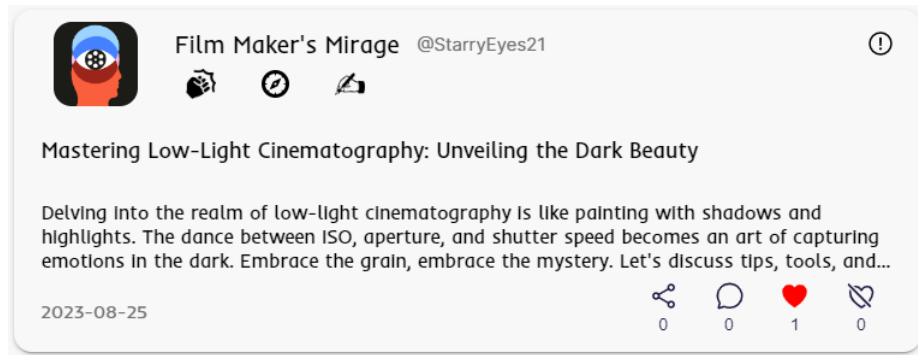 Film Maker's Mirage @StarryEyes21
Mastering Low-Light Cinematography: Unveiling the Dark Beauty
Delving into the realm of low-light cinematography is like painting with shadows and
highlights. The dance between ISO, aperture, and shutter speed becomes an art of capturing
emotions in the dark. Embrace the grain, embrace the mystery. Let's discuss tips, tools, and...
2023-08-25
0 0 1 0